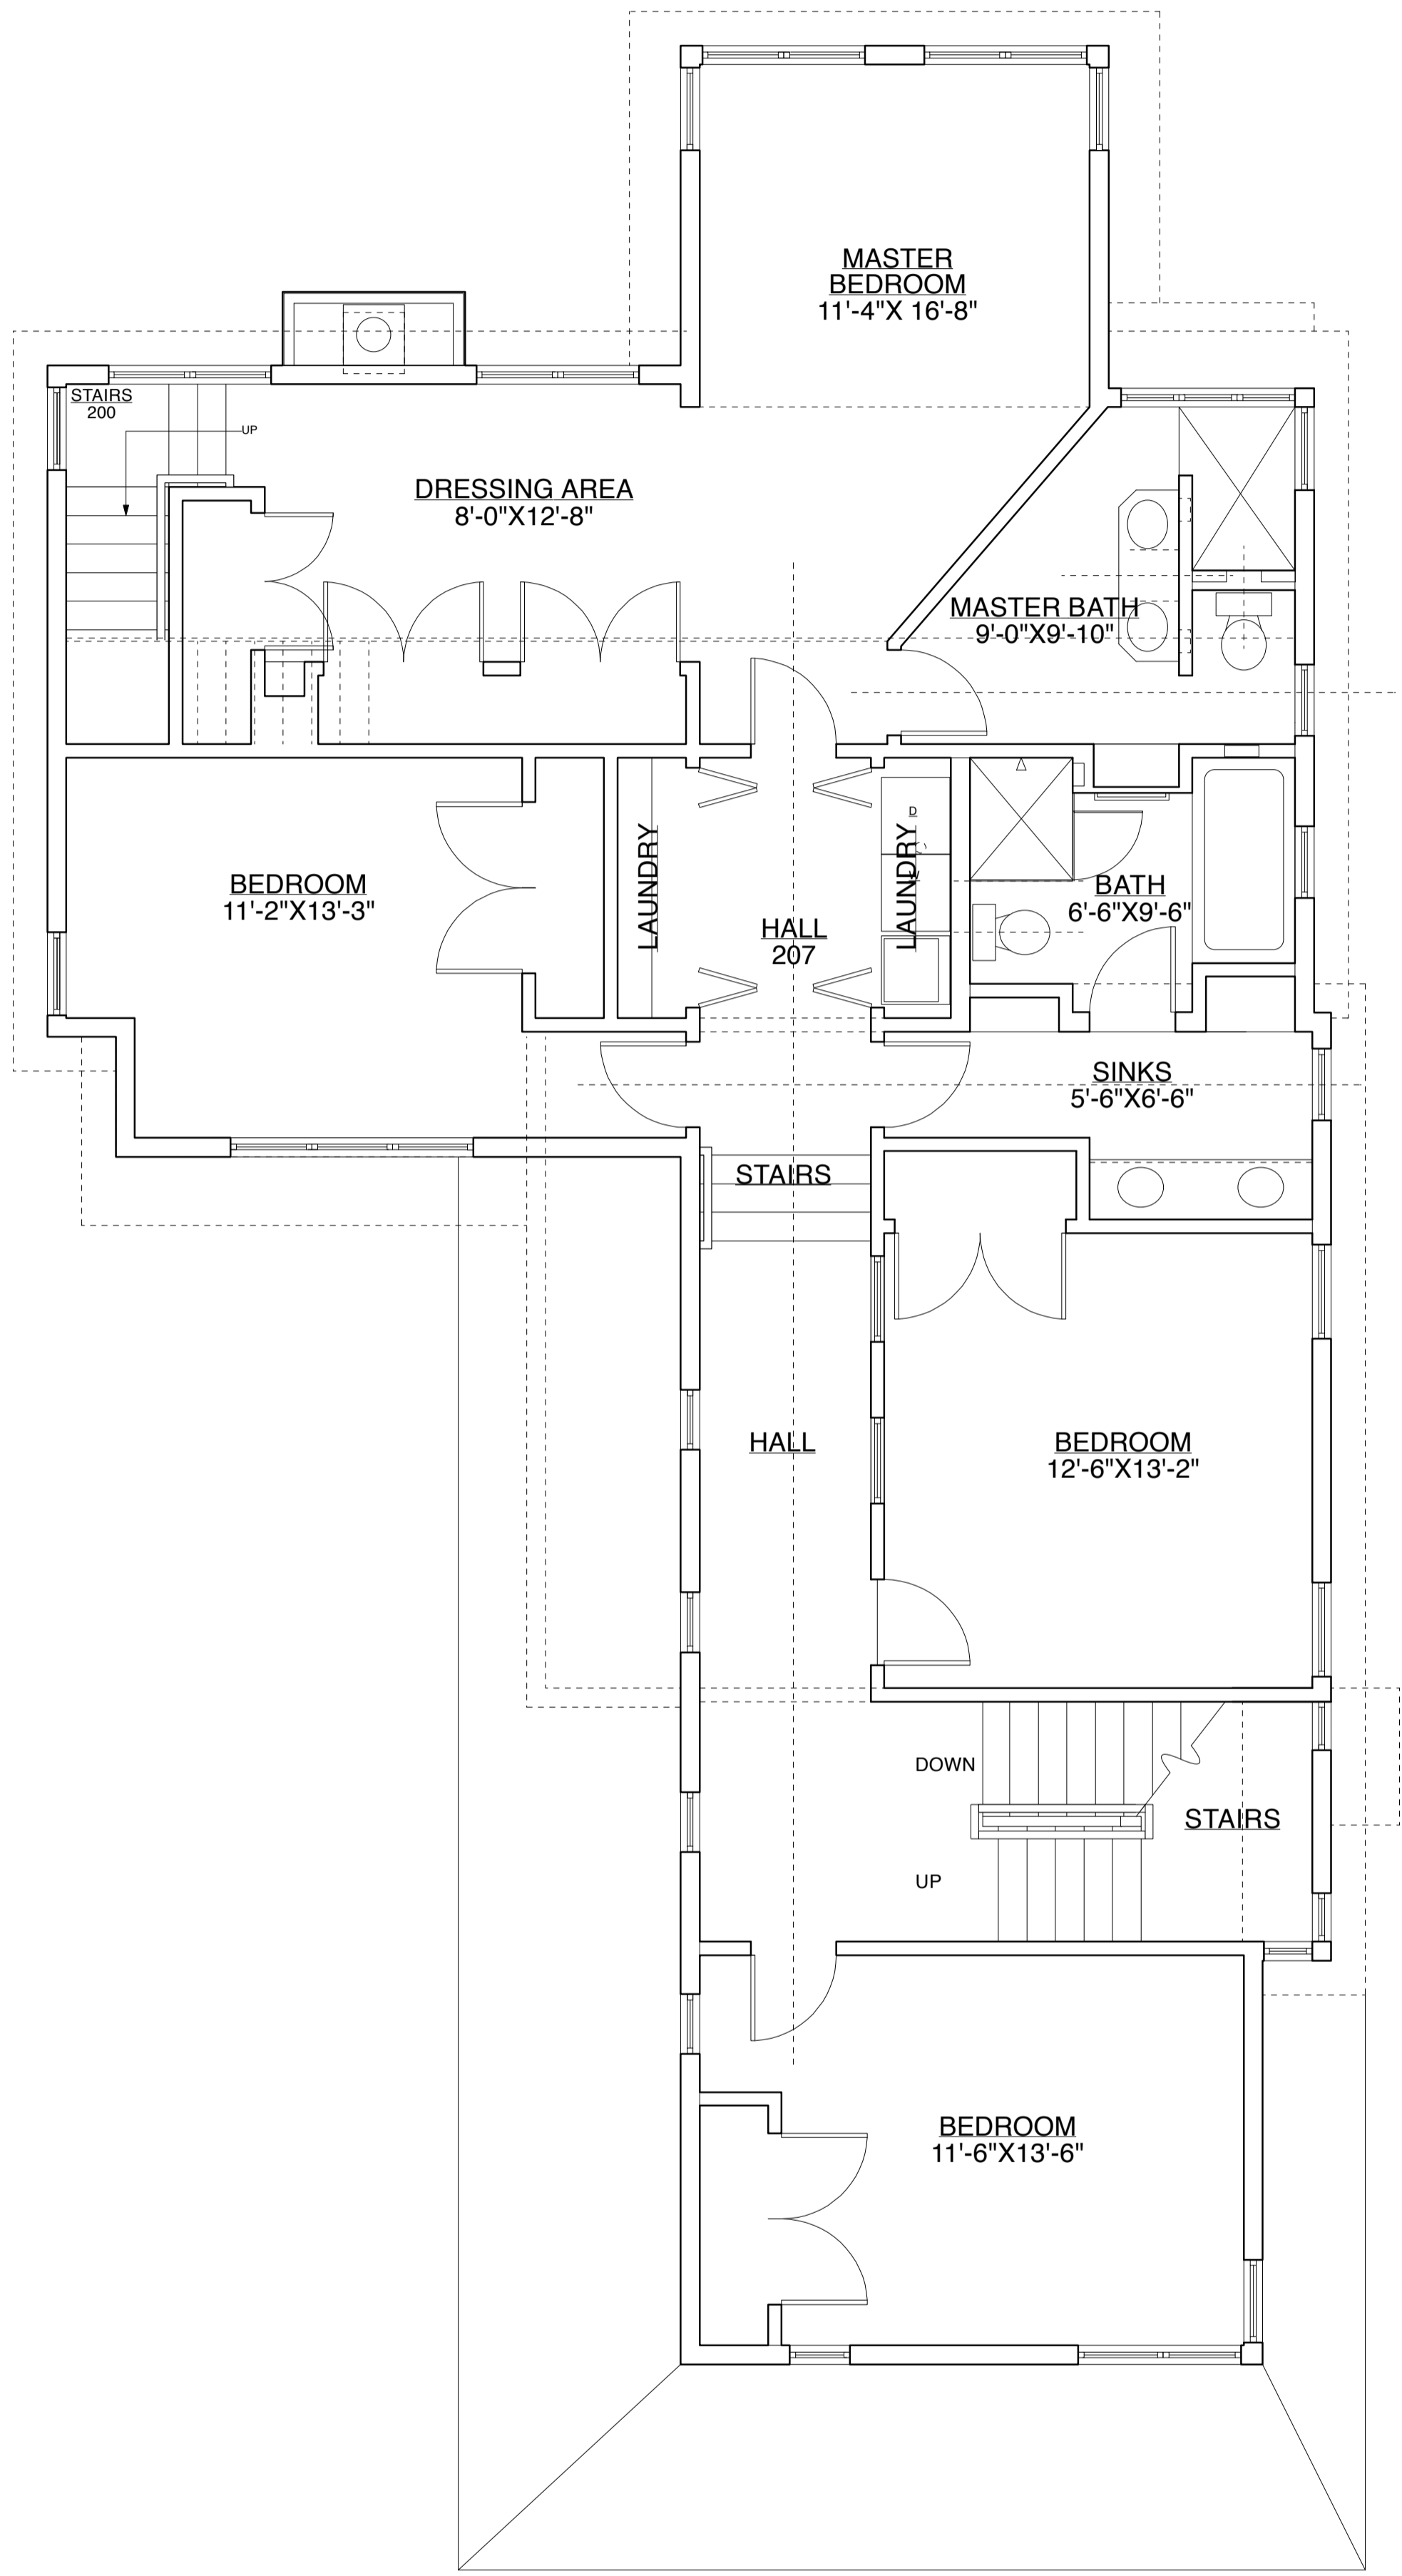 MASTER
BEDROOM
11'-4"X 16'-8"
STAIRS
200
UP
DRESSING AREA
8'-0"X12'-8"
MASTER BATH
9'-0"X9'-10"
BEDROOM
11'-2"X13'-3"
LAUNDRY
HALL
207
D
W
LAUNDRY
BATH
6'-6"X9'-6"
SINKS
5'-6"X6'-6"
STAIRS
HALL
BEDROOM
12'-6"X13'-2"
DOWN
STAIRS
UP
BEDROOM
11'-6"X13'-6"